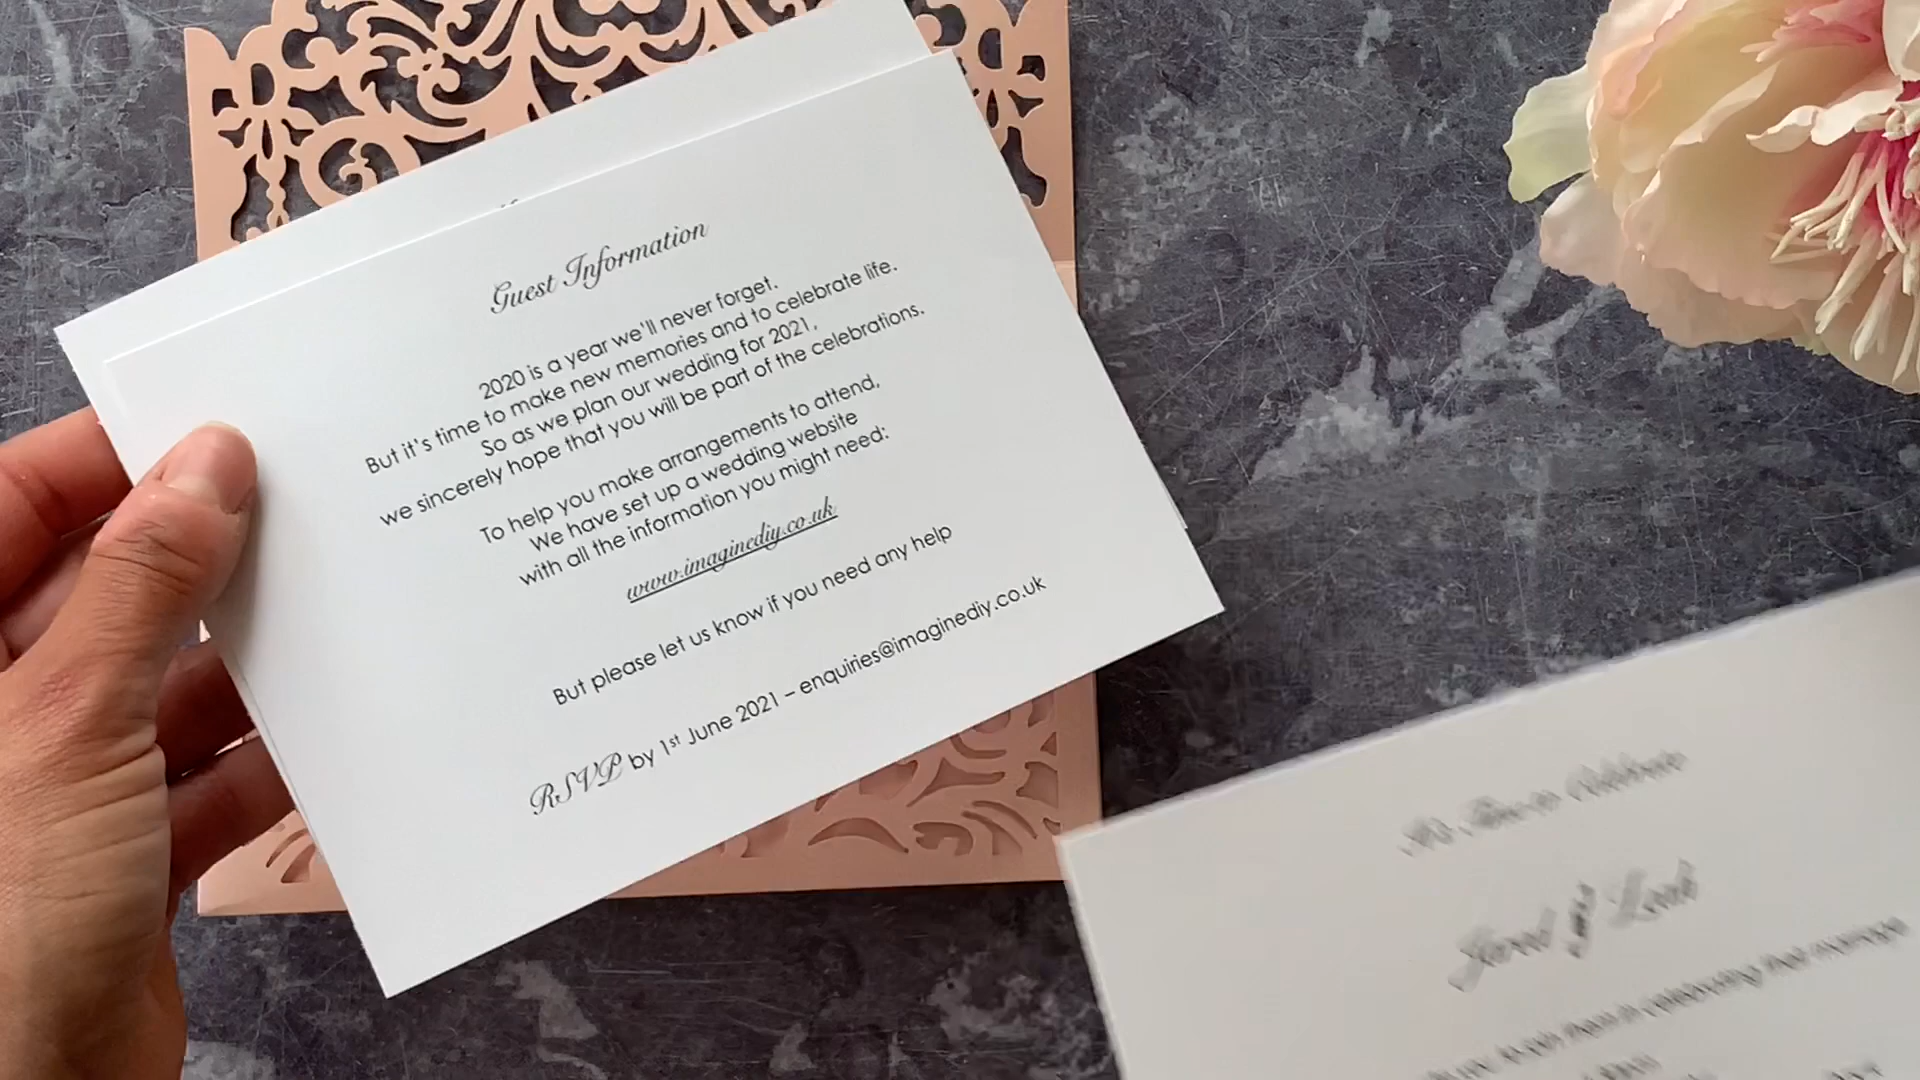 Guest Information
2020 is a year we'll never forget.
But it's time to make new memories and to celebrate life.
So as we plan our wedding for 2021,
we sincerely hope that you will be part of the celebrations.
To help you make arrangements to attend,
We have set up a wedding website
with all the information you might need:
www.imaginediy.co.uk
But please let us know if you need any help
RSVP by 1st June 2021 – enquiries@imaginediy.co.uk